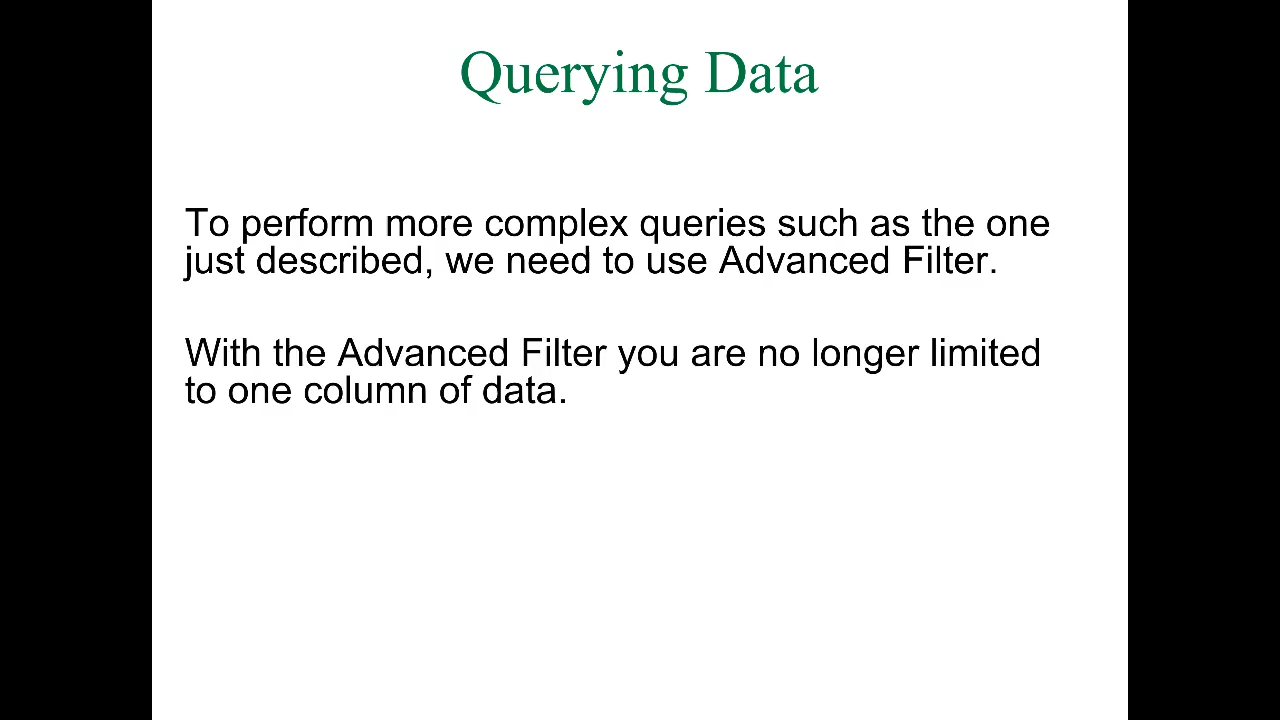 Querying Data
To perform more complex queries such as the one
just described, we need to use Advanced Filter.
With the Advanced Filter you are no longer limited
to one column of data.